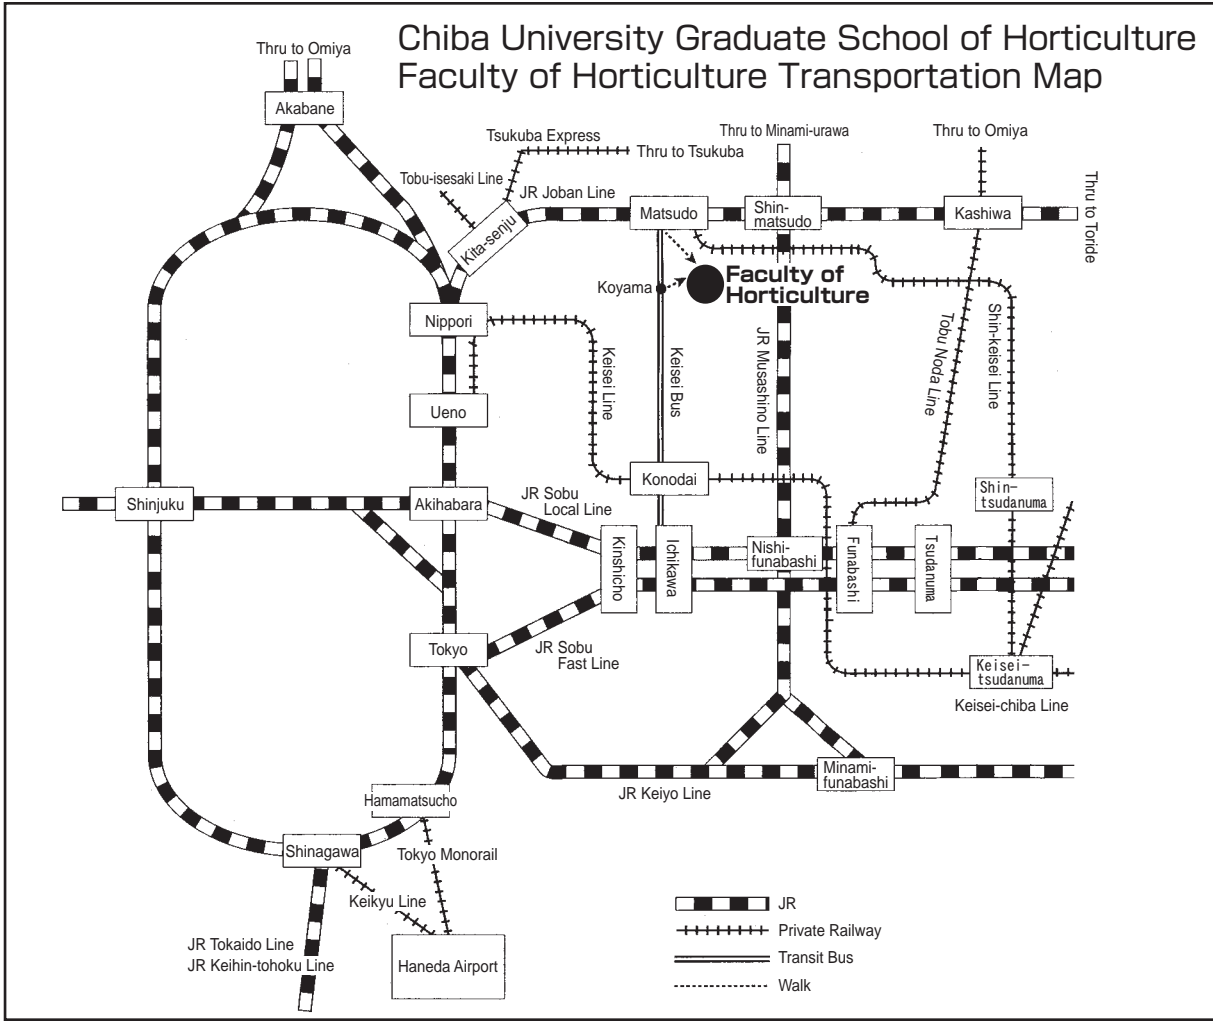 Chiba University Graduate School of Horticulture
Faculty of Horticulture Transportation Map
Thru to Omiya
Akabane
Tsukuba Express
Thru to Tsukuba
Thru to Minami-urawa
Thru to Omiya
Tobu-isesaki Line
JR Joban Line
Thru to Toride
Kita-senju
Matsudo
Shin-
matsudo
Kashiwa
Koyama
Faculty of
Horticulture
Nippori
Keisei Line
Keisei Bus
JR Musashino Line
Tobu Noda Line
Shin-keisei Line
Ueno
Konodai
Shinjuku
Akihabara
JR Sobu
Local Line
Shin-
tsudanuma
Kinshicho
Ichikawa
Nishi-
funabashi
Funabashi
Tsudanuma
Tokyo
JR Sobu
Fast Line
Keisei-
tsudanuma
Keisei-chiba Line
Minami-
funabashi
JR Keiyo Line
Hamamatsucho
Shinagawa
Tokyo Monorail
Keikyu Line
JR Tokaido Line
JR Keihin-tohoku Line
Haneda Airport
JR
Private Railway
Transit Bus
Walk